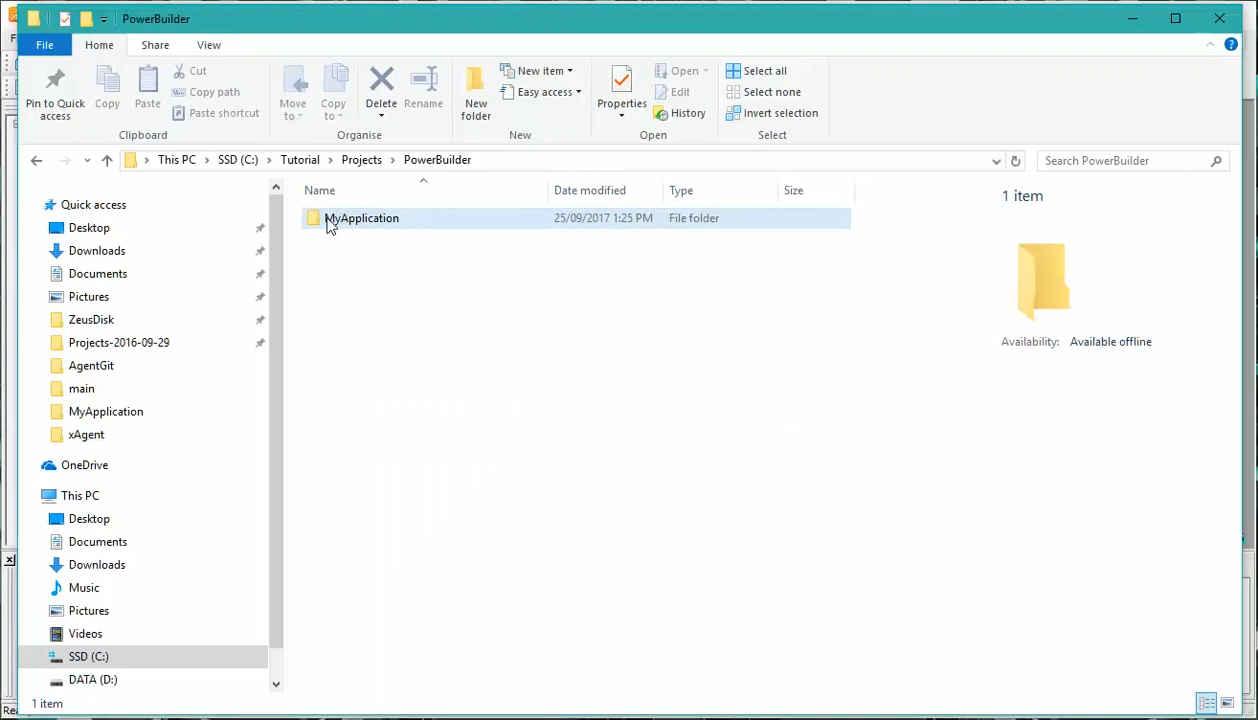 PowerBuilder
File Home Share View
Pin to Quick access
Copy
Paste
Cut
Copy path
Paste shortcut
Clipboard
Move to
Copy to
Delete
Rename
Organise
New folder
New item
Easy access
New
Properties
Open
Edit
History
Open
Select all
Select none
Invert selection
Select
This PC > SSD (C:) > Tutorial > Projects > PowerBuilder
Search PowerBuilder
Quick access
Desktop
Downloads
Documents
Pictures
ZeusDisk
Projects-2016-09-29
AgentGit
main
MyApplication
xAgent
OneDrive
This PC
Desktop
Documents
Downloads
Music
Pictures
Videos
SSD (C:)
DATA (D:)
Name Date modified Type Size
MyApplication 25/09/2017 1:25 PM File folder
1 item
Availability: Available offline
1 item